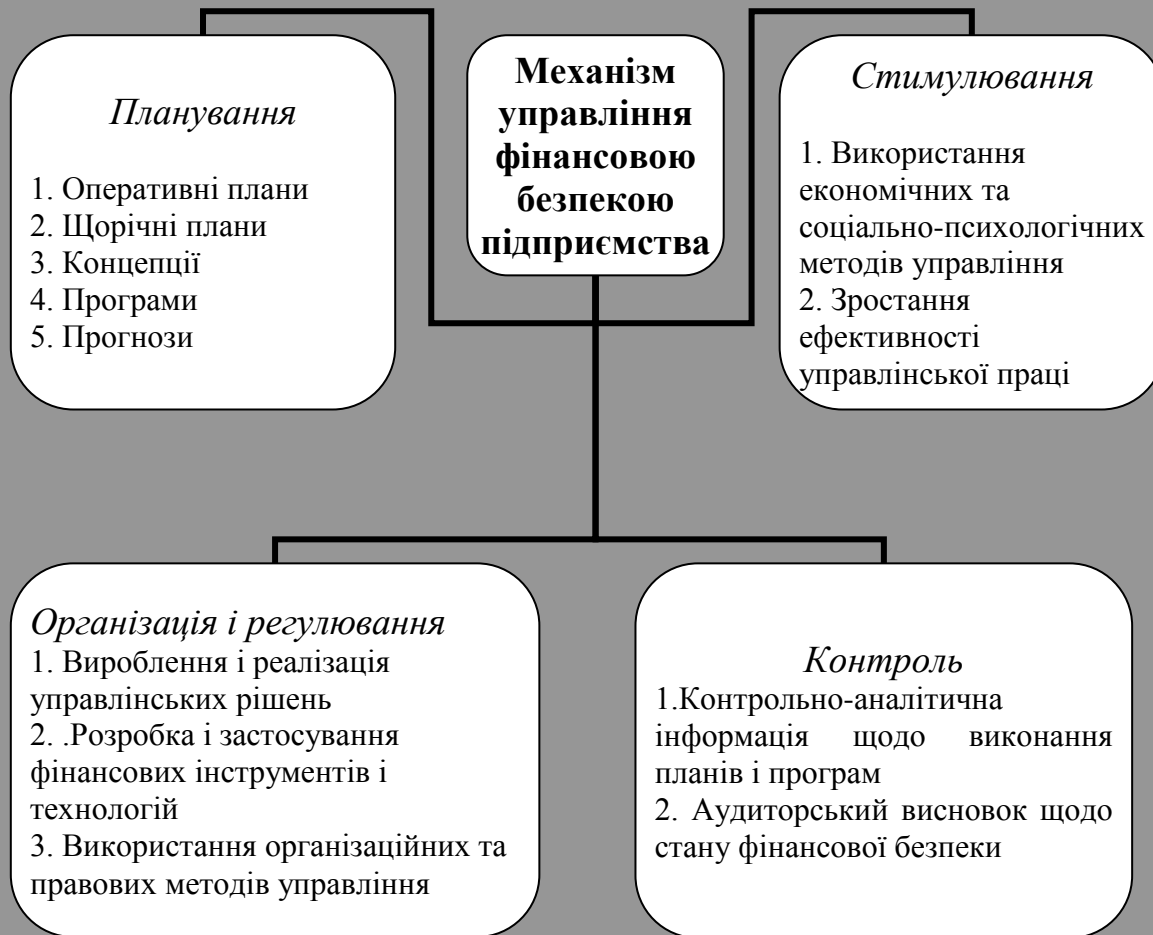 Механізм
управління
фінансовою
безпекою
підприємства
Планування
1. Оперативні плани
2. Щорічні плани
3. Концепції
4. Програми
5. Прогнози
Стимулювання
1. Використання
економічних та
соціально-психологічних
методів управління
2. Зростання
ефективності
управлінської праці
Організація і регулювання
1. Вироблення і реалізація
управлінських рішень
2. .Розробка і застосування
фінансових інструментів і
технологій
3. Використання організаційних та
правових методів управління
Контроль
1.Контрольно-аналітична
інформація щодо виконання
планів і програм
2. Аудиторський висновок щодо
стану фінансової безпеки